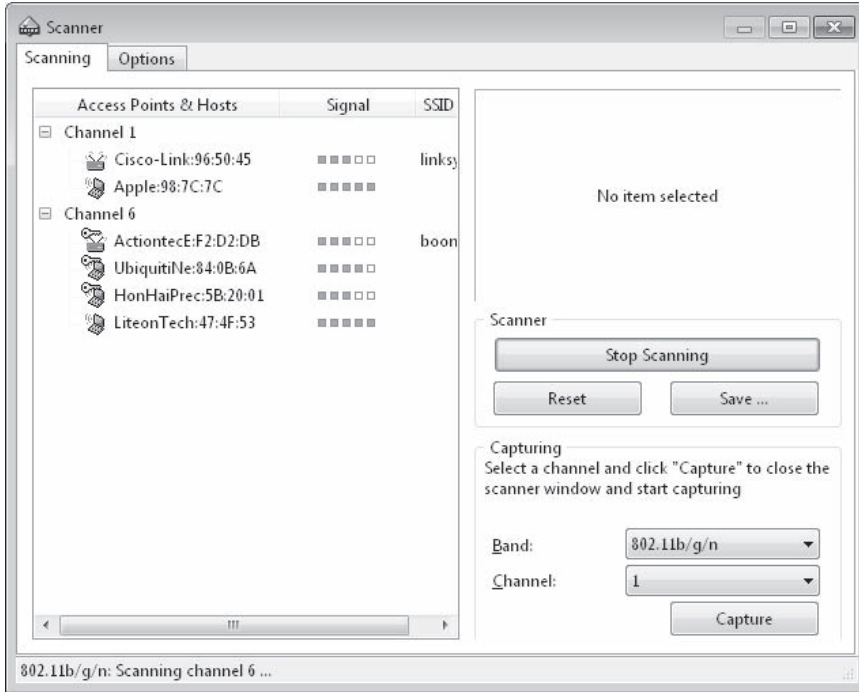 Scanner
Scanning Options
Access Points & Hosts Signal SSID
Channel 1
Cisco-Link:96:50:45 linksy
Apple:98:7C:7C
Channel 6
ActiontecE:F2:D2:DB boon
UbiquitiNe:84:0B:6A
HonHaiPrec:5B:20:01
LiteonTech:47:4F:53
No item selected
Scanner
Stop Scanning
Reset Save ...
Capturing
Select a channel and click "Capture" to close the
scanner window and start capturing
Band: 802.11b/g/n
Channel: 1
Capture
802.11b/g/n: Scanning channel 6 ...